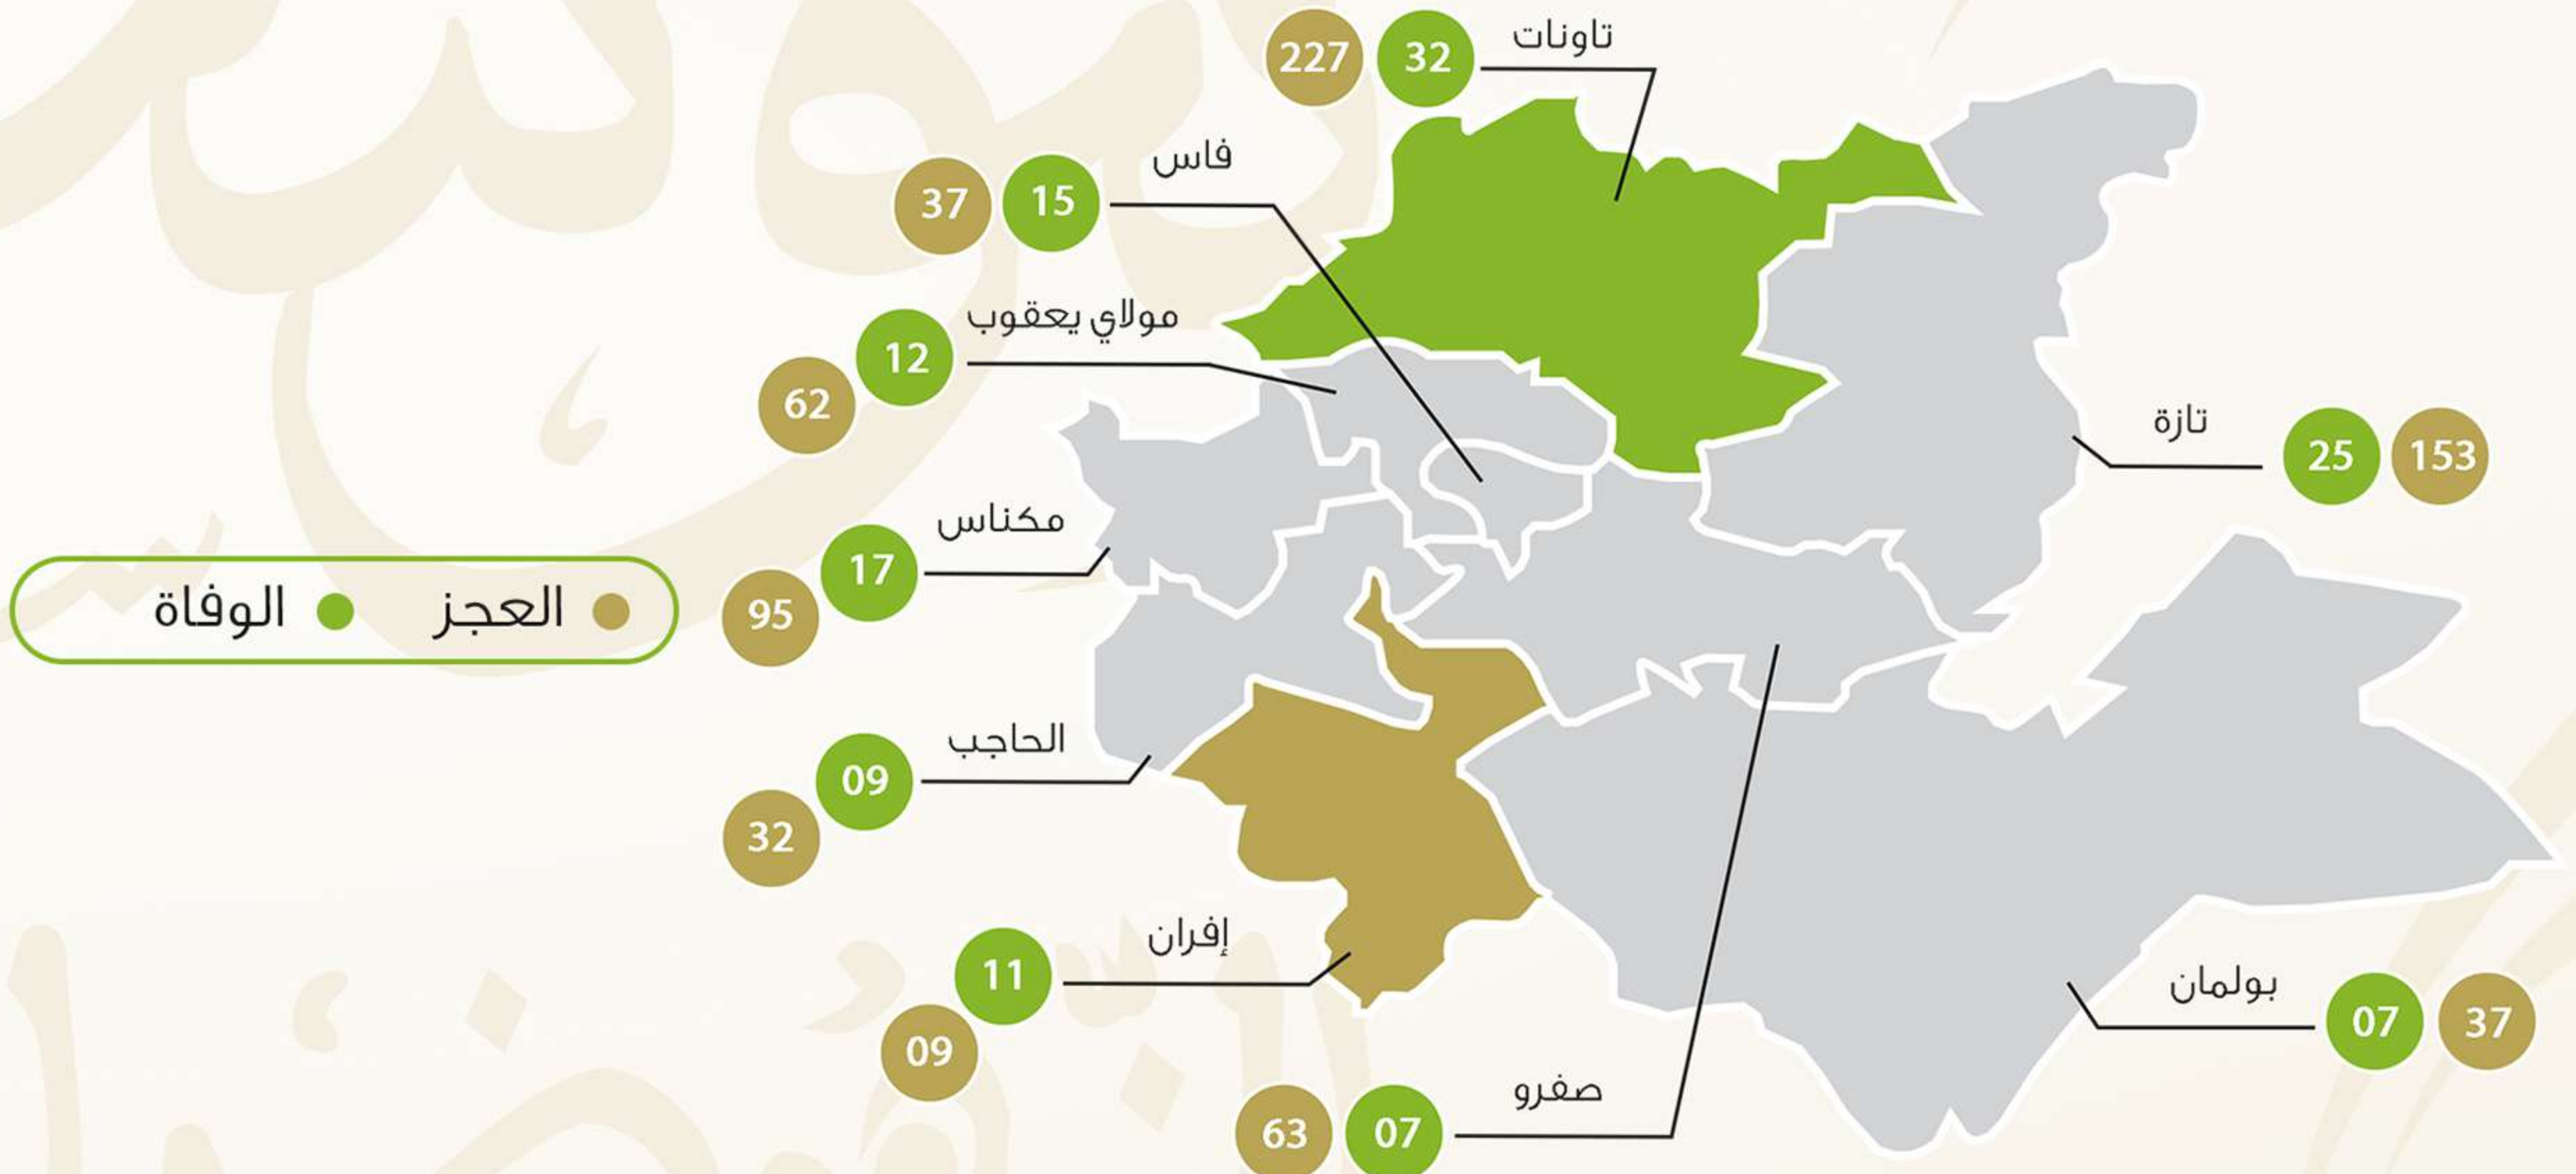 تاونات
32
227
فاس
15
37
مولاي يعقوب
12
62
تازة
25
153
مكناس
17
95
العجز
الوفاة
الحاجب
09
32
إفران
11
09
بولمان
07
37
صفرو
07
63